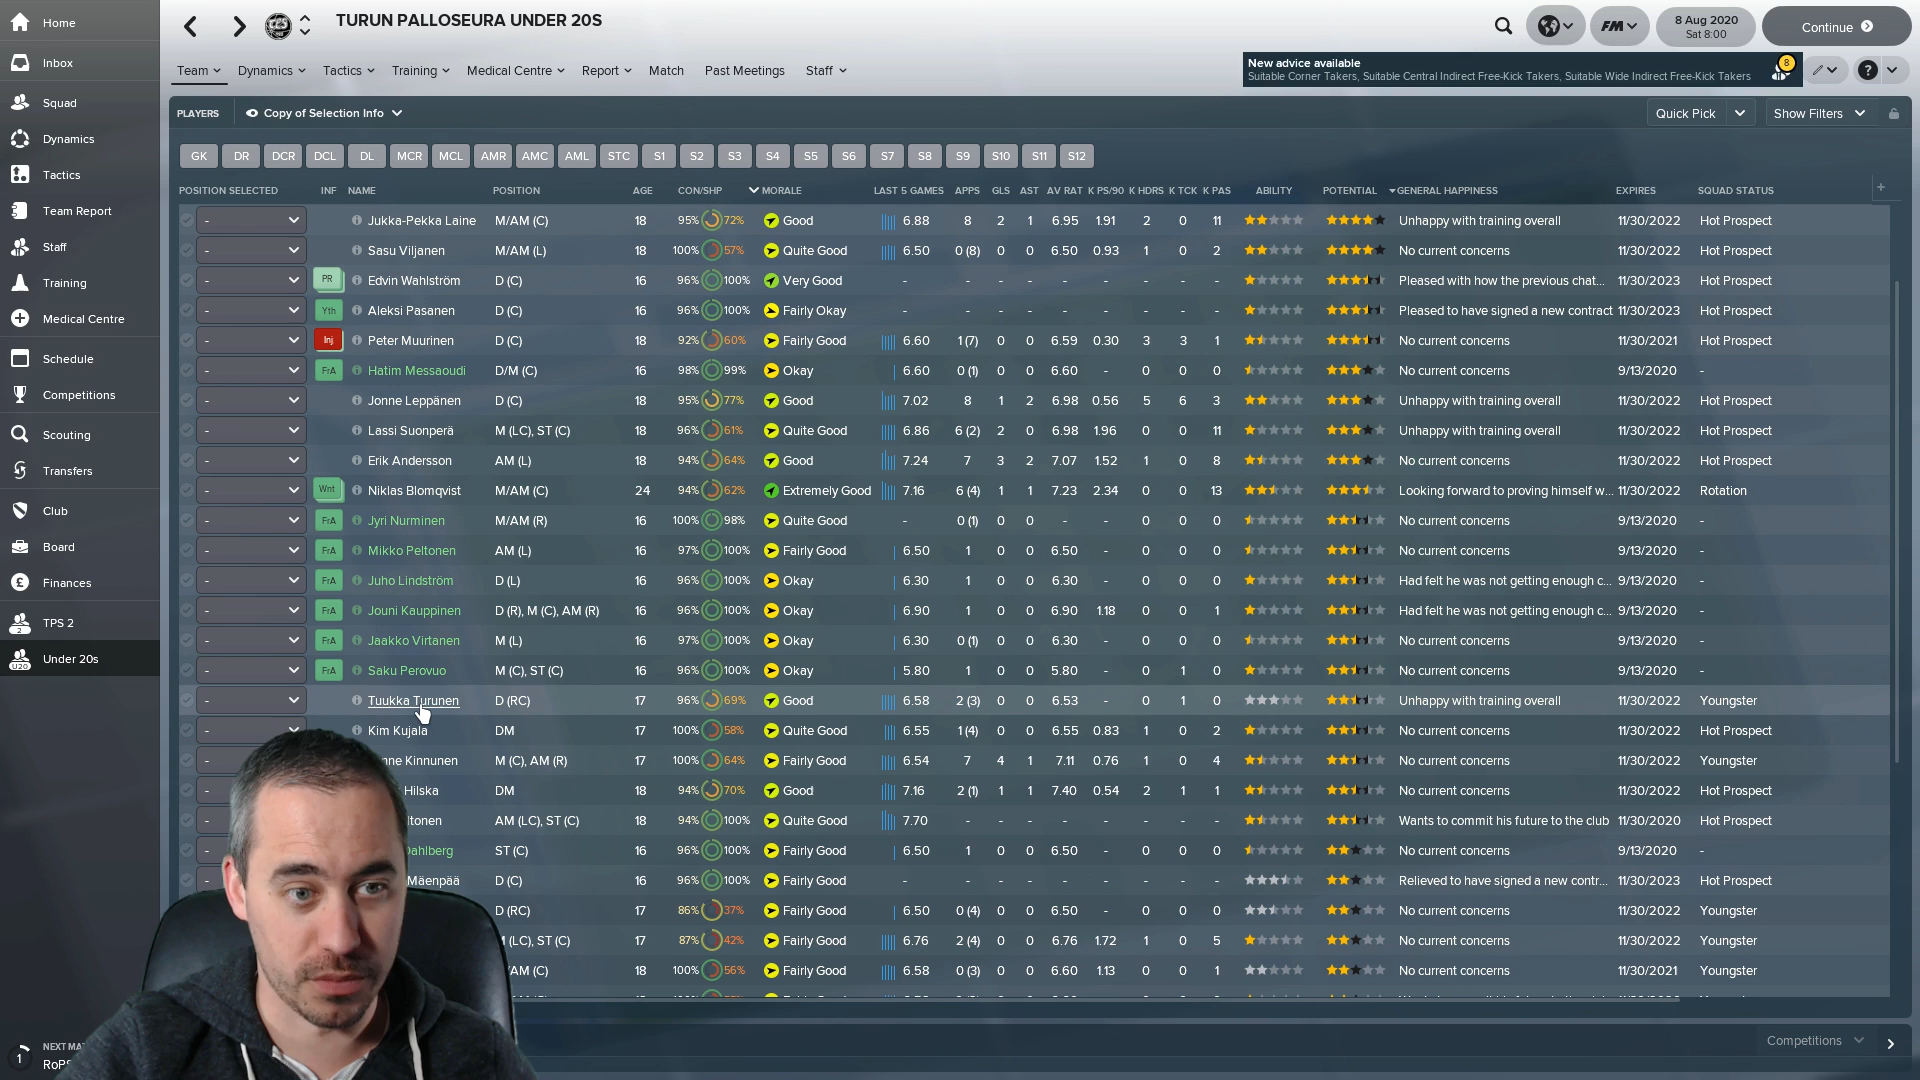 Home
Inbox
Squad
Dynamics
Tactics
Team Report
Staff
Training
Medical Centre
Schedule
Competitions
Scouting
Transfers
Club
Board
Finances
TPS 2
Under 20s
2
U20
1 NEXT MA
RoPS
TURUN PALLOSEURA UNDER 20S
FM
8 Aug 2020
Sat 8:00
Continue
Team Dynamics Tactics Training Medical Centre Report Match Past Meetings Staff
New advice available
Suitable Corner Takers, Suitable Central Indirect Free-Kick Takers, Suitable Wide Indirect Free-Kick Takers
8
?
PLAYERS Copy of Selection Info Quick Pick Show Filters
GK DR DCR DCL DL MCR MCL AMR AMC AML STC S1 S2 S3 S4 S5 S6 S7 S8 S9 S10 S11 S12
POSITION SELECTED INF NAME POSITION AGE CON/SHP MORALE LAST 5 GAMES APPS GLS AST AV RAT K PS/90 K HDRS K TCK K PAS ABILITY POTENTIAL GENERAL HAPPINESS EXPIRES SQUAD STATUS +
- Jukka-Pekka Laine M/AM (C) 18 95% 72% Good 6.88 8 2 1 6.95 1.91 2 0 11 Unhappy with training overall 11/30/2022 Hot Prospect
- Sasu Viljanen M/AM (L) 18 100% 57% Quite Good 6.50 0 (8) 0 0 6.50 0.93 1 0 2 No current concerns 11/30/2022 Hot Prospect
- PR Edvin Wahlström D (C) 16 96% 100% Very Good - - - - - - - - - Pleased with how the previous chat... 11/30/2023 Hot Prospect
- Yth Aleksi Pasanen D (C) 16 96% 100% Fairly Okay - - - - - - - - - Pleased to have signed a new contract 11/30/2023 Hot Prospect
- Inj Peter Muurinen D (C) 18 92% 60% Fairly Good 6.60 1 (7) 0 0 6.59 0.30 3 3 1 No current concerns 11/30/2021 Hot Prospect
- FrA Hatim Messaoudi D/M (C) 16 98% 99% Okay 6.60 0 (1) 0 0 6.60 - 0 0 0 No current concerns 9/13/2020 -
- Jonne Leppänen D (C) 18 95% 77% Good 7.02 8 1 2 6.98 0.56 5 6 3 Unhappy with training overall 11/30/2022 Hot Prospect
- Lassi Suonperä M (LC), ST (C) 18 96% 61% Quite Good 6.86 6 (2) 2 0 6.98 1.96 0 0 11 Unhappy with training overall 11/30/2022 Hot Prospect
- Erik Andersson AM (L) 18 94% 64% Good 7.24 7 3 2 7.07 1.52 1 0 8 No current concerns 11/30/2022 Hot Prospect
- Wnt Niklas Blomqvist M/AM (C) 24 94% 62% Extremely Good 7.16 6 (4) 1 1 7.23 2.34 0 0 13 Looking forward to proving himself w... 11/30/2022 Rotation
- FrA Jyri Nurminen M/AM (R) 16 100% 98% Quite Good - 0 (1) 0 0 - - 0 0 0 No current concerns 9/13/2020 -
- FrA Mikko Peltonen AM (L) 16 97% 100% Fairly Good 6.50 1 0 0 6.50 - 0 0 0 No current concerns 9/13/2020 -
- FrA Juho Lindström D (L) 16 96% 100% Okay 6.30 1 0 0 6.30 - 0 0 0 Had felt he was not getting enough c... 9/13/2020 -
- FrA Jouni Kauppinen D (R), M (C), AM (R) 16 96% 100% Okay 6.90 1 0 0 6.90 1.18 0 0 1 Had felt he was not getting enough c... 9/13/2020 -
- FrA Jaakko Virtanen M (L) 16 97% 100% Okay 6.30 0 (1) 0 0 6.30 - 0 0 0 No current concerns 9/13/2020 -
- FrA Saku Perovuo M (C), ST (C) 16 96% 100% Okay 5.80 1 0 0 5.80 - 0 1 0 No current concerns 9/13/2020 -
- Tuukka Turunen D (RC) 17 96% 69% Good 6.58 2 (3) 0 0 6.53 - 0 1 0 Unhappy with training overall 11/30/2022 Youngster
- Kim Kujala DM 17 100% 58% Quite Good 6.55 1 (4) 0 0 6.55 0.83 1 0 2 No current concerns 11/30/2022 Hot Prospect
- nne Kinnunen M (C), AM (R) 17 100% 64% Fairly Good 6.54 7 4 1 7.11 0.76 1 0 4 No current concerns 11/30/2022 Youngster
- Hilska DM 18 94% 70% Good 7.16 2 (1) 1 1 7.40 0.54 2 1 1 No current concerns 11/30/2022 Hot Prospect
- ltonen AM (LC), ST (C) 18 94% 100% Quite Good 7.70 - - - - - - - - Wants to commit his future to the club 11/30/2020 Hot Prospect
- Dahlberg ST (C) 16 96% 100% Fairly Good 6.50 1 0 0 6.50 - 0 0 0 No current concerns 9/13/2020 -
- Mäenpää D (C) 16 96% 100% Fairly Good - - - - - - - - - Relieved to have signed a new contr... 11/30/2023 Hot Prospect
- D (RC) 17 86% 37% Fairly Good 6.50 0 (4) 0 0 6.50 - 0 0 0 No current concerns 11/30/2022 Youngster
(LC), ST (C) 17 87% 42% Fairly Good 6.76 2 (4) 0 0 6.76 1.72 1 0 5 No current concerns 11/30/2022 Youngster
/AM (C) 18 100% 56% Fairly Good 6.58 0 (3) 0 0 6.60 1.13 0 0 1 No current concerns 11/30/2021 Youngster
Competitions